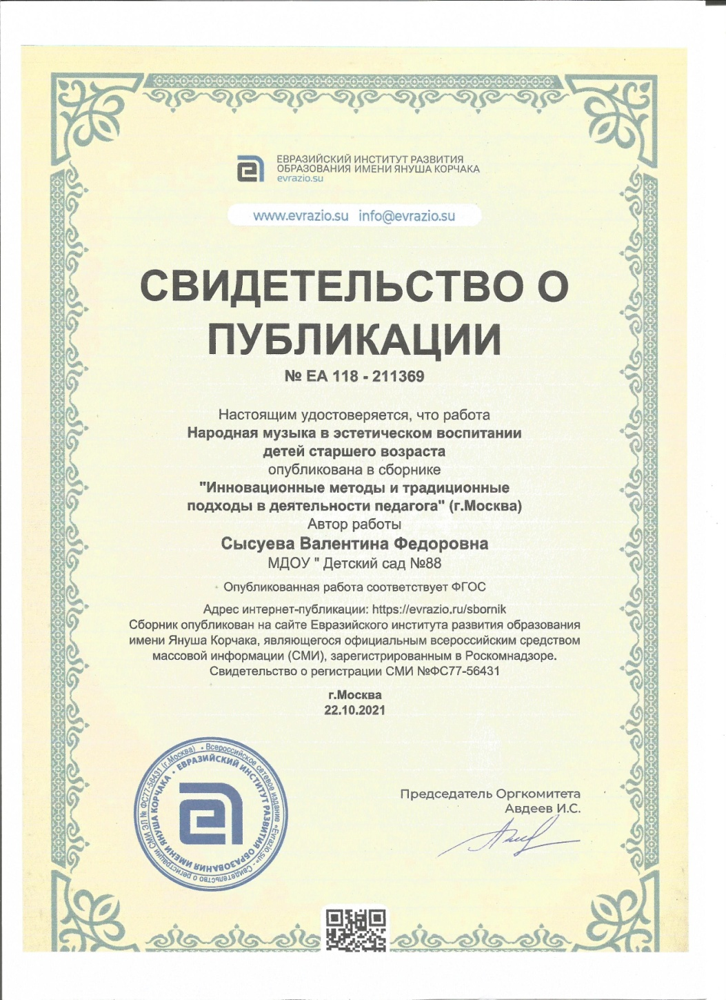 ЕВРАЗИЙСКИЙ ИНСТИТУТ РАЗВИТИЯ
ОБРАЗОВАНИЯ ИМЕНИ ЯНУША КОРЧАКА
evrazio.su
www.evrazio.su info@evrazio.su
СВИДЕТЕЛЬСТВО О
ПУБЛИКАЦИИ
№ ЕА 118 - 211369
Настоящим удостоверяется, что работа
Народная музыка в эстетическом воспитании
детей старшего возраста
опубликована в сборнике
"Инновационные методы и традиционные
подходы в деятельности педагога" (г.Москва)
Автор работы
Сысуева Валентина Федоровна
МДОУ " Детский сад №88
Опубликованная работа соответствует ФГОС
Адрес интернет-публикации: https://evrazio.ru/sbornik
Сборник опубликован на сайте Евразийского института развития образования
имени Януша Корчака, являющегося официальным всероссийским средством
массовой информации (СМИ), зарегистрированным в Роскомнадзоре.
Свидетельство о регистрации СМИ №ФС77-56431
г.Москва
22.10.2021
• Всероссийское сетевое издание «Evrazio.su» - Свидетельство о регистрации СМИ ЭЛ № ФС77-56431 (г.Москва)
• ЕВРАЗИЙСКИЙ ИНСТИТУТ РАЗВИТИЯ ОБРАЗОВАНИЯ ИМЕНИ ЯНУША КОРЧАКА
Председатель Оргкомитета
Авдеев И.С.